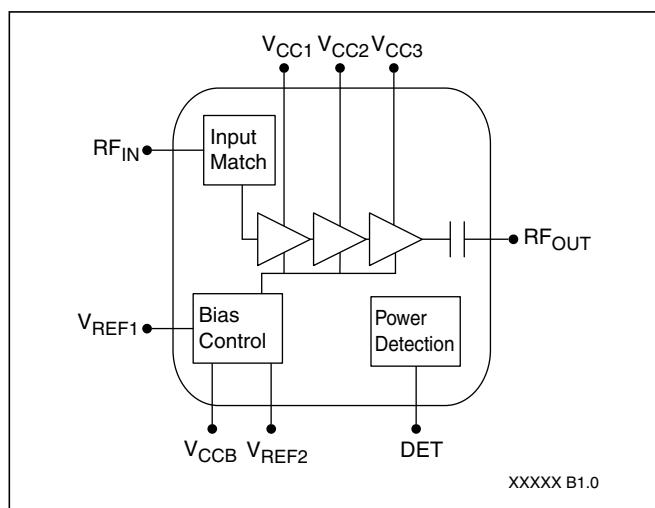 VCC1 VCC2 VCC3
RFIN
Input
Match
RFOUT
VREF1
Bias
Control
Power
Detection
VCCB VREF2 DET
XXXXX B1.0